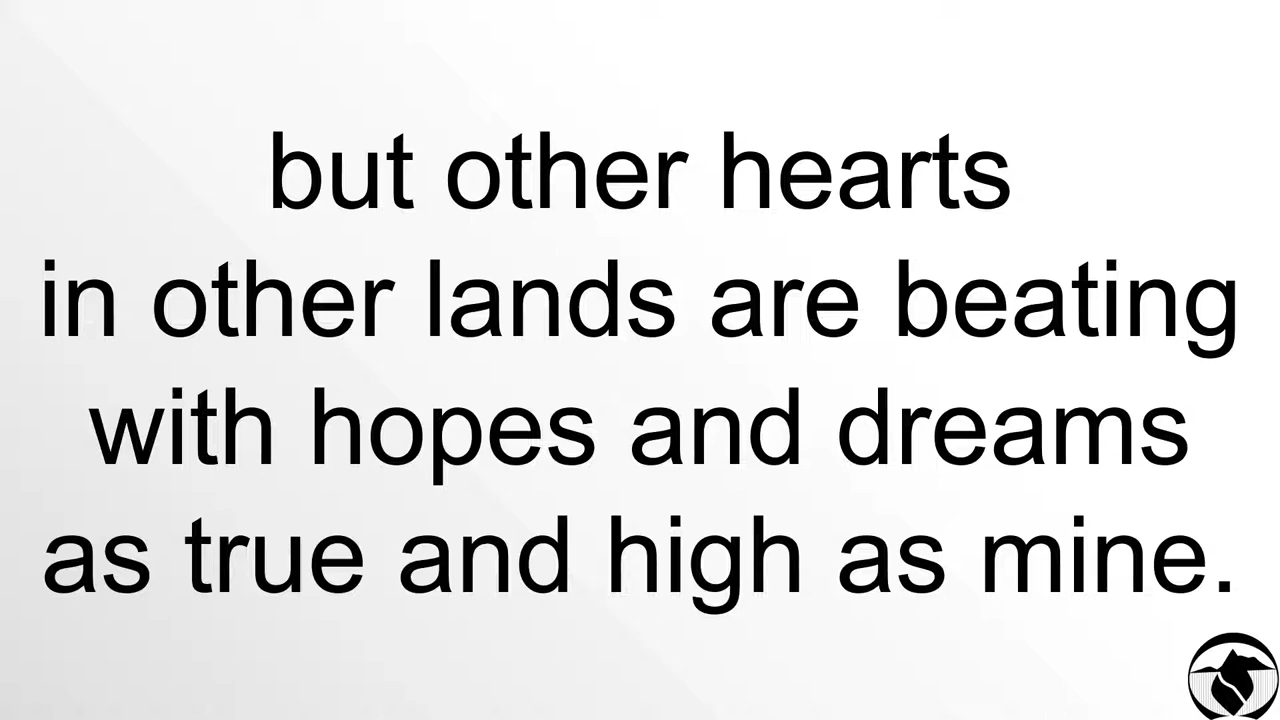 but other hearts
in other lands are beating
with hopes and dreams
as true and high as mine.